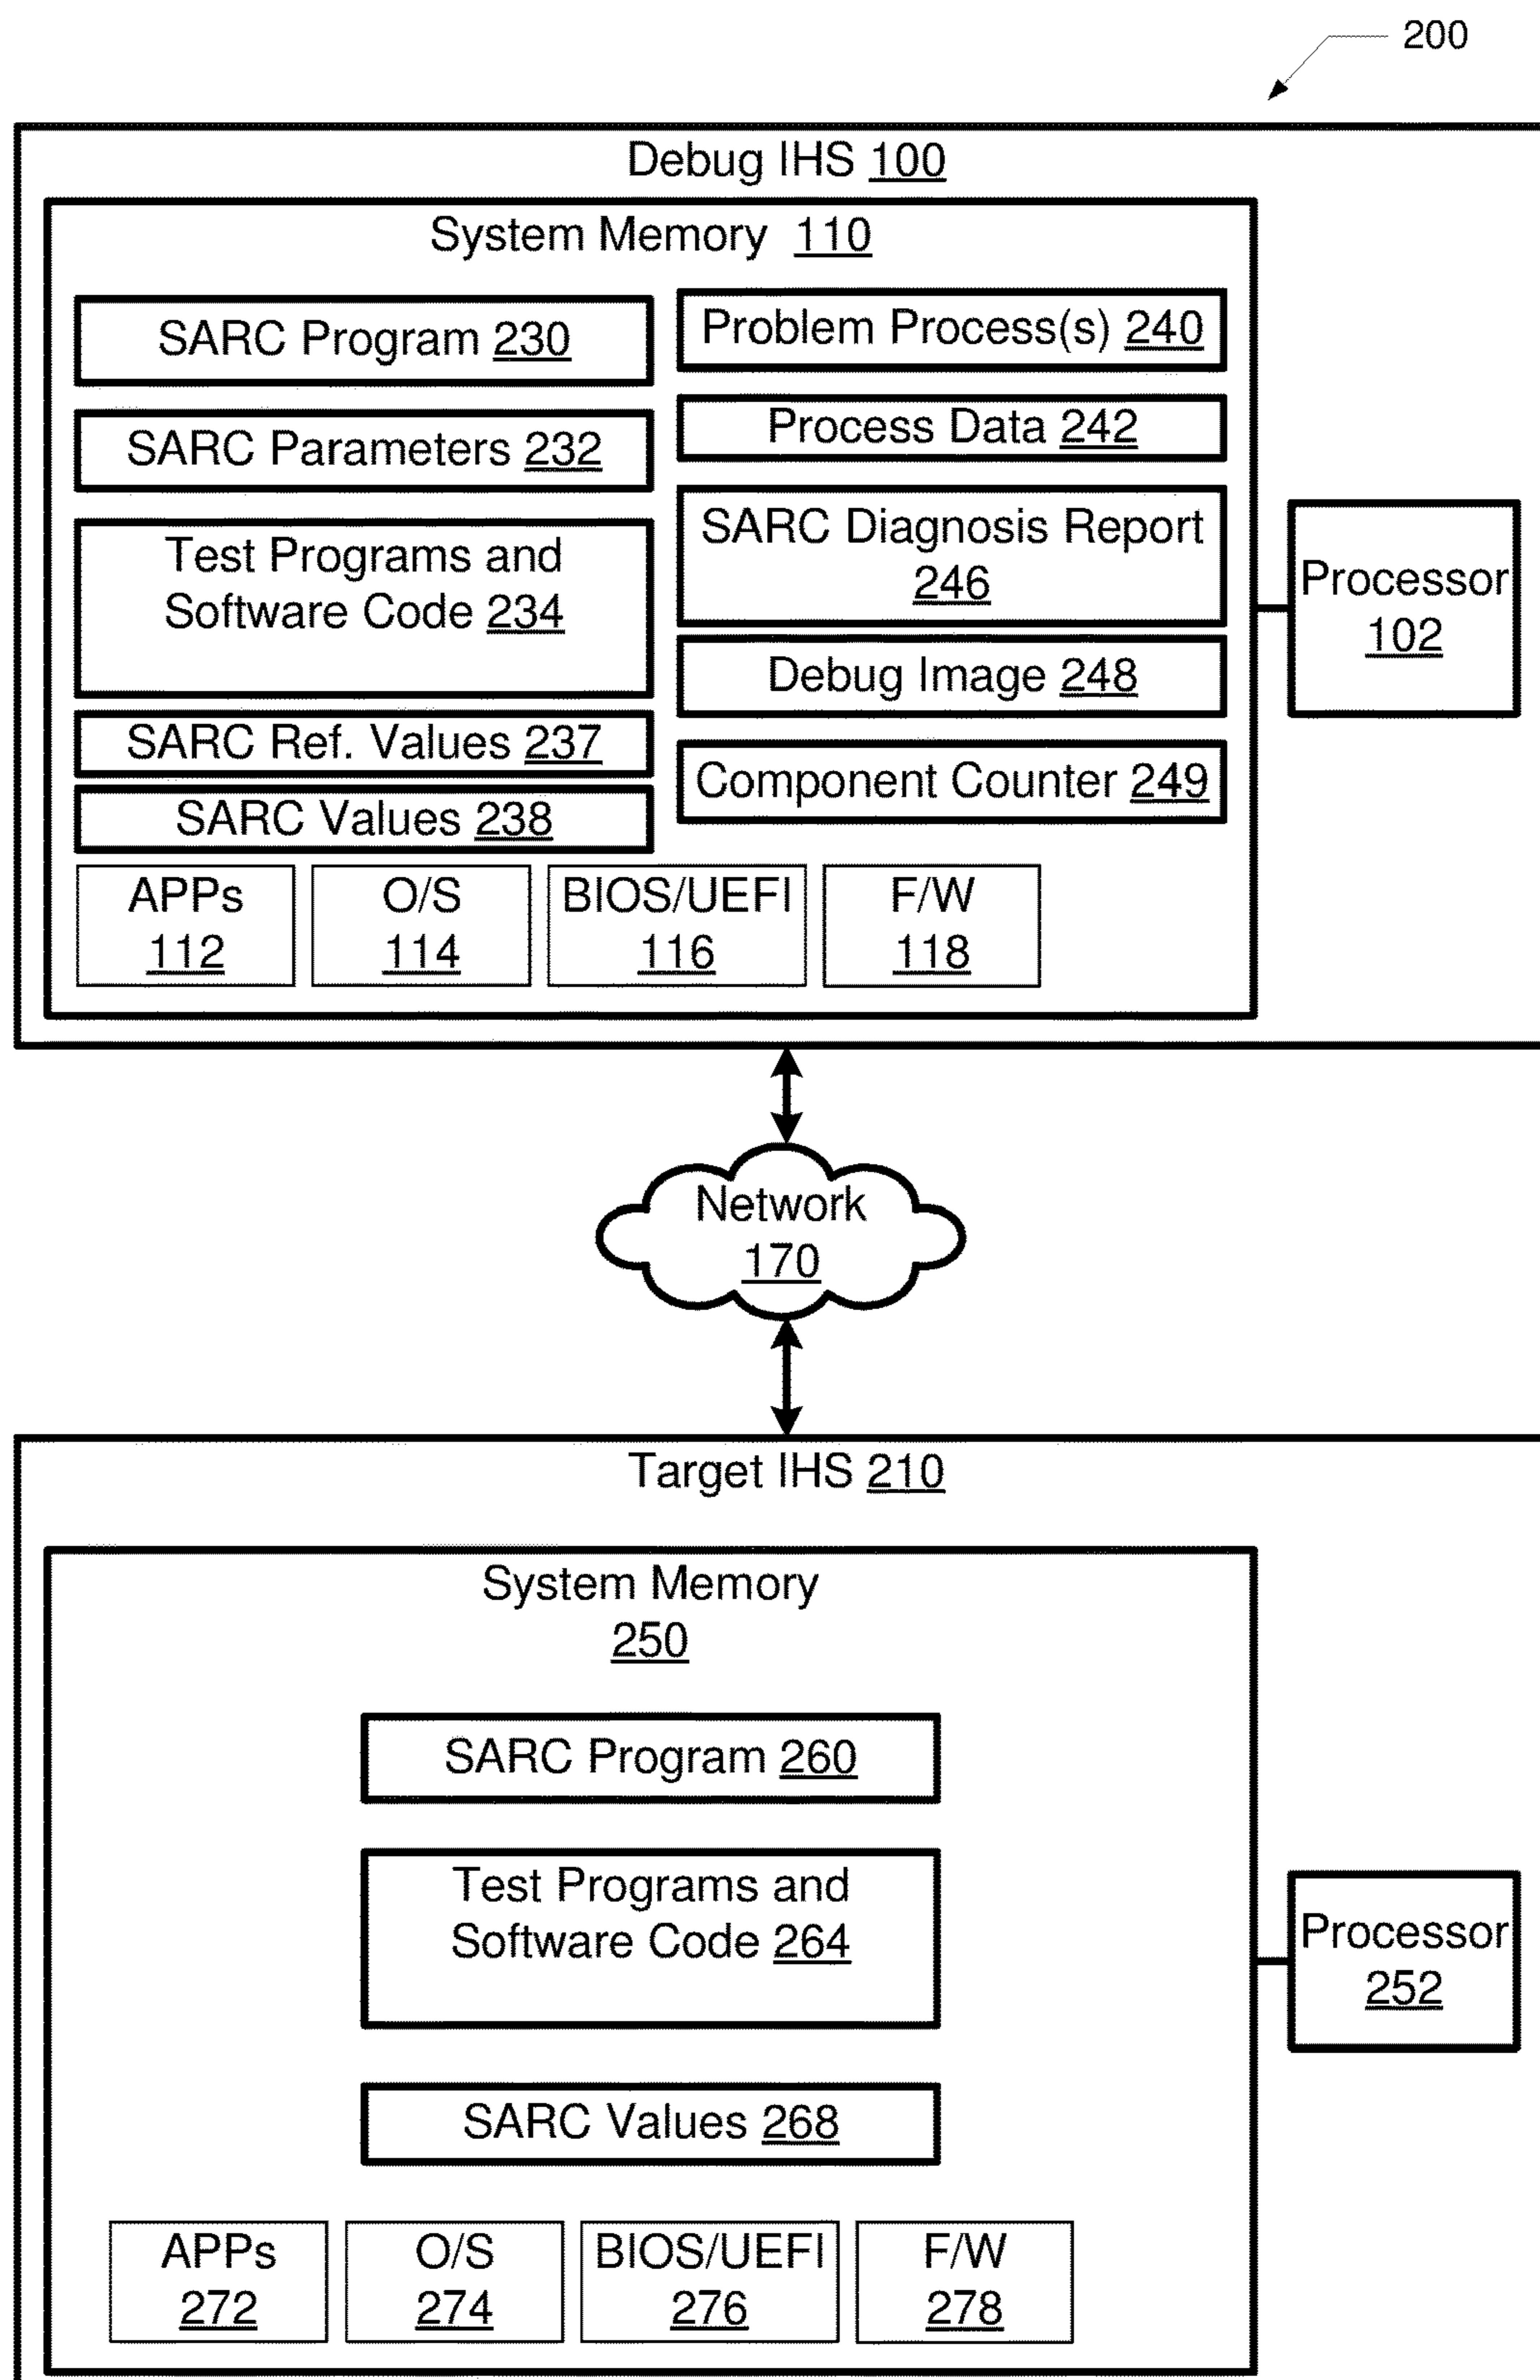 200
Debug IHS 100
System Memory 110
SARC Program 230
SARC Parameters 232
Test Programs and
Software Code 234
SARC Ref. Values 237
SARC Values 238
Problem Process(s) 240
Process Data 242
SARC Diagnosis Report
246
Debug Image 248
Component Counter 249
APPs
112
O/S
114
BIOS/UEFI
116
F/W
118
Processor
102
Network
170
Target IHS 210
System Memory
250
SARC Program 260
Test Programs and
Software Code 264
SARC Values 268
APPs
272
O/S
274
BIOS/UEFI
276
F/W
278
Processor
252